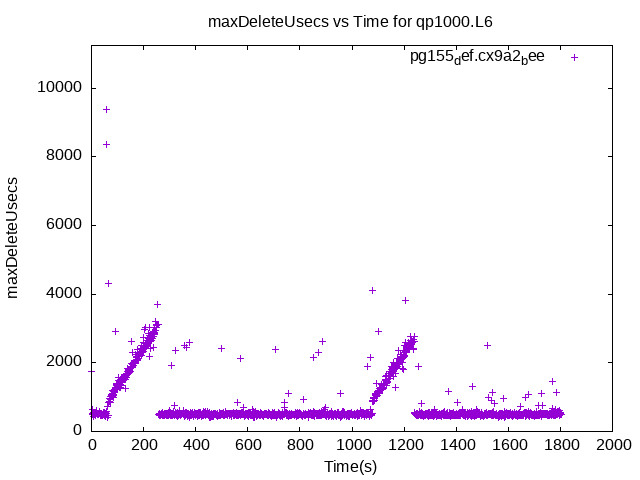 maxDeleteUsecs vs Time for qp1000.L6
pg155def.cx9a2bee
10000
8000
6000
4000
2000
0
maxDeleteUsecs
0 200 400 600 800 1000 1200 1400 1600 1800 2000
Time(s)